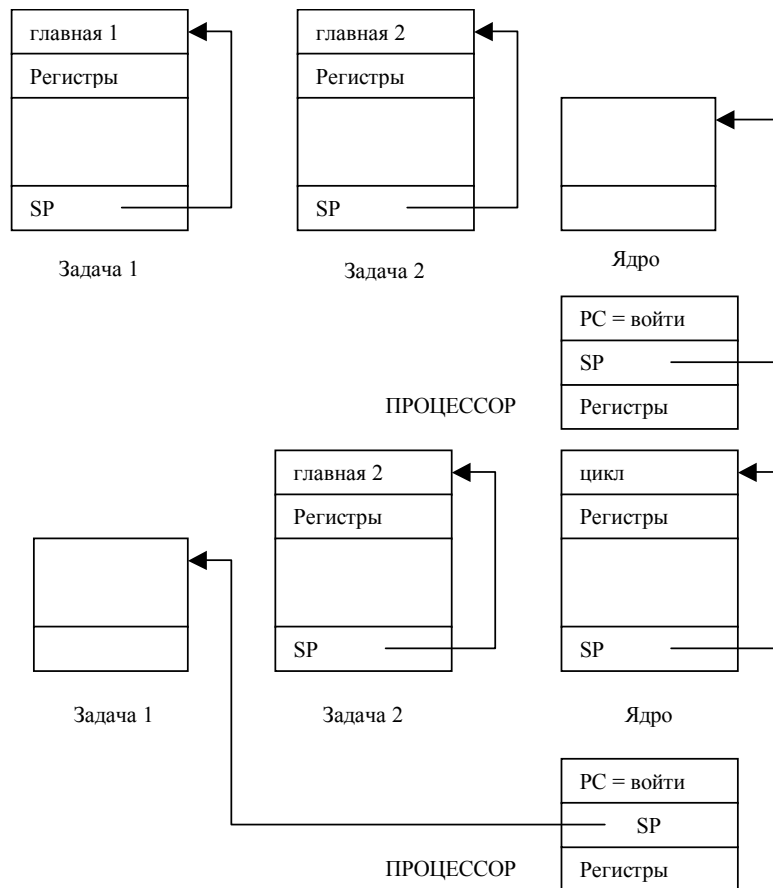 главная 1
главная 2
Регистры
Регистры
SP
SP
Задача 1
Задача 2
Ядро
PC = войти
SP
ПРОЦЕССОР
Регистры
главная 2
цикл
Регистры
Регистры
SP
SP
Задача 1
Задача 2
Ядро
PC = войти
SP
ПРОЦЕССОР
Регистры